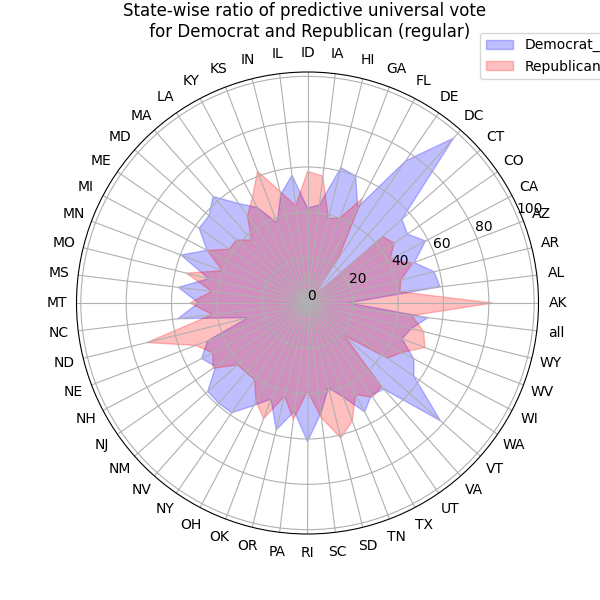 State-wise ratio of predictive universal vote
for Democrat and Republican (regular)
Democrat_
Republican
IN
IL
ID
IA
HI
GA
FL
DE
DC
CT
CO
CA
AZ
AR
AL
AK
all
WY
WV
WI
WA
VT
VA
UT
TX
TN
SD
SC
RI
PA
OR
OK
OH
NY
NV
NM
NJ
NH
NE
ND
NC
MT
MS
MO
MN
MI
ME
MD
MA
LA
KY
KS
0
20
40
60
80
100